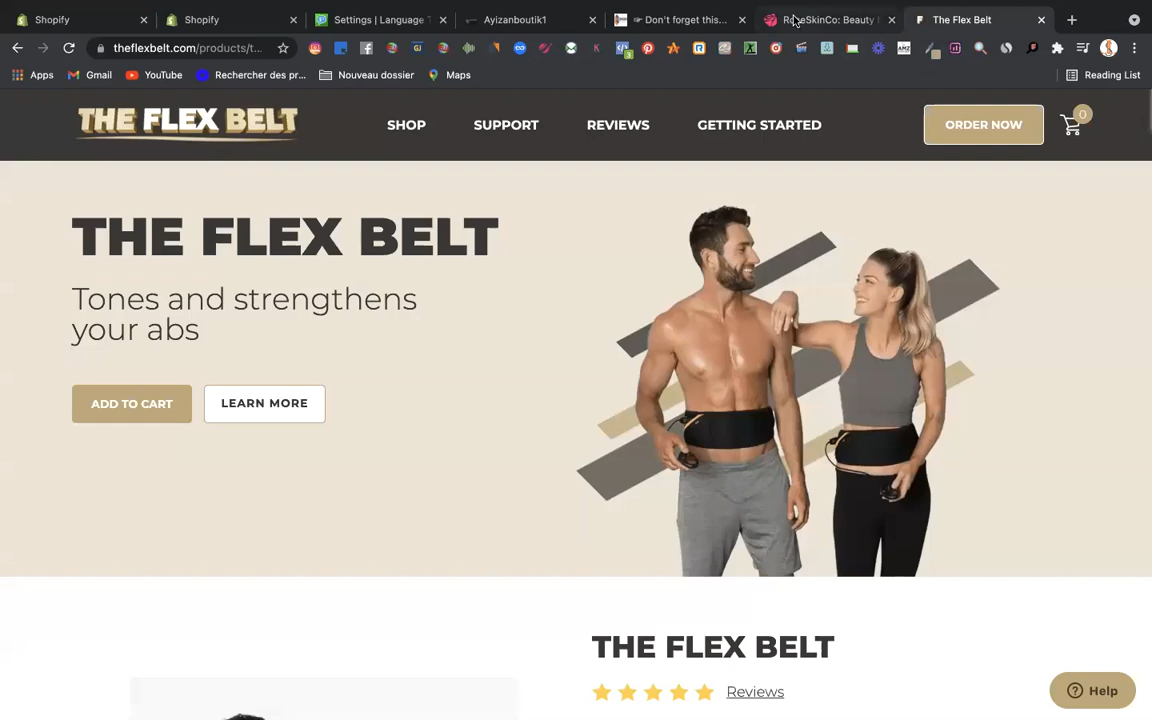 Shopify
Shopify
Settings | Language T
Ayizanboutik1
Don't forget this...
SkinCo: Beauty
The Flex Belt
theflexbelt.com/products/t...
Apps
Gmail
YouTube
Rechercher des pr...
Nouveau dossier
Maps
Reading List
THE FLEX BELT
SHOP
SUPPORT
REVIEWS
GETTING STARTED
ORDER NOW
0
THE FLEX BELT
Tones and strengthens
your abs
ADD TO CART
LEARN MORE
THE FLEX BELT
Reviews
Help